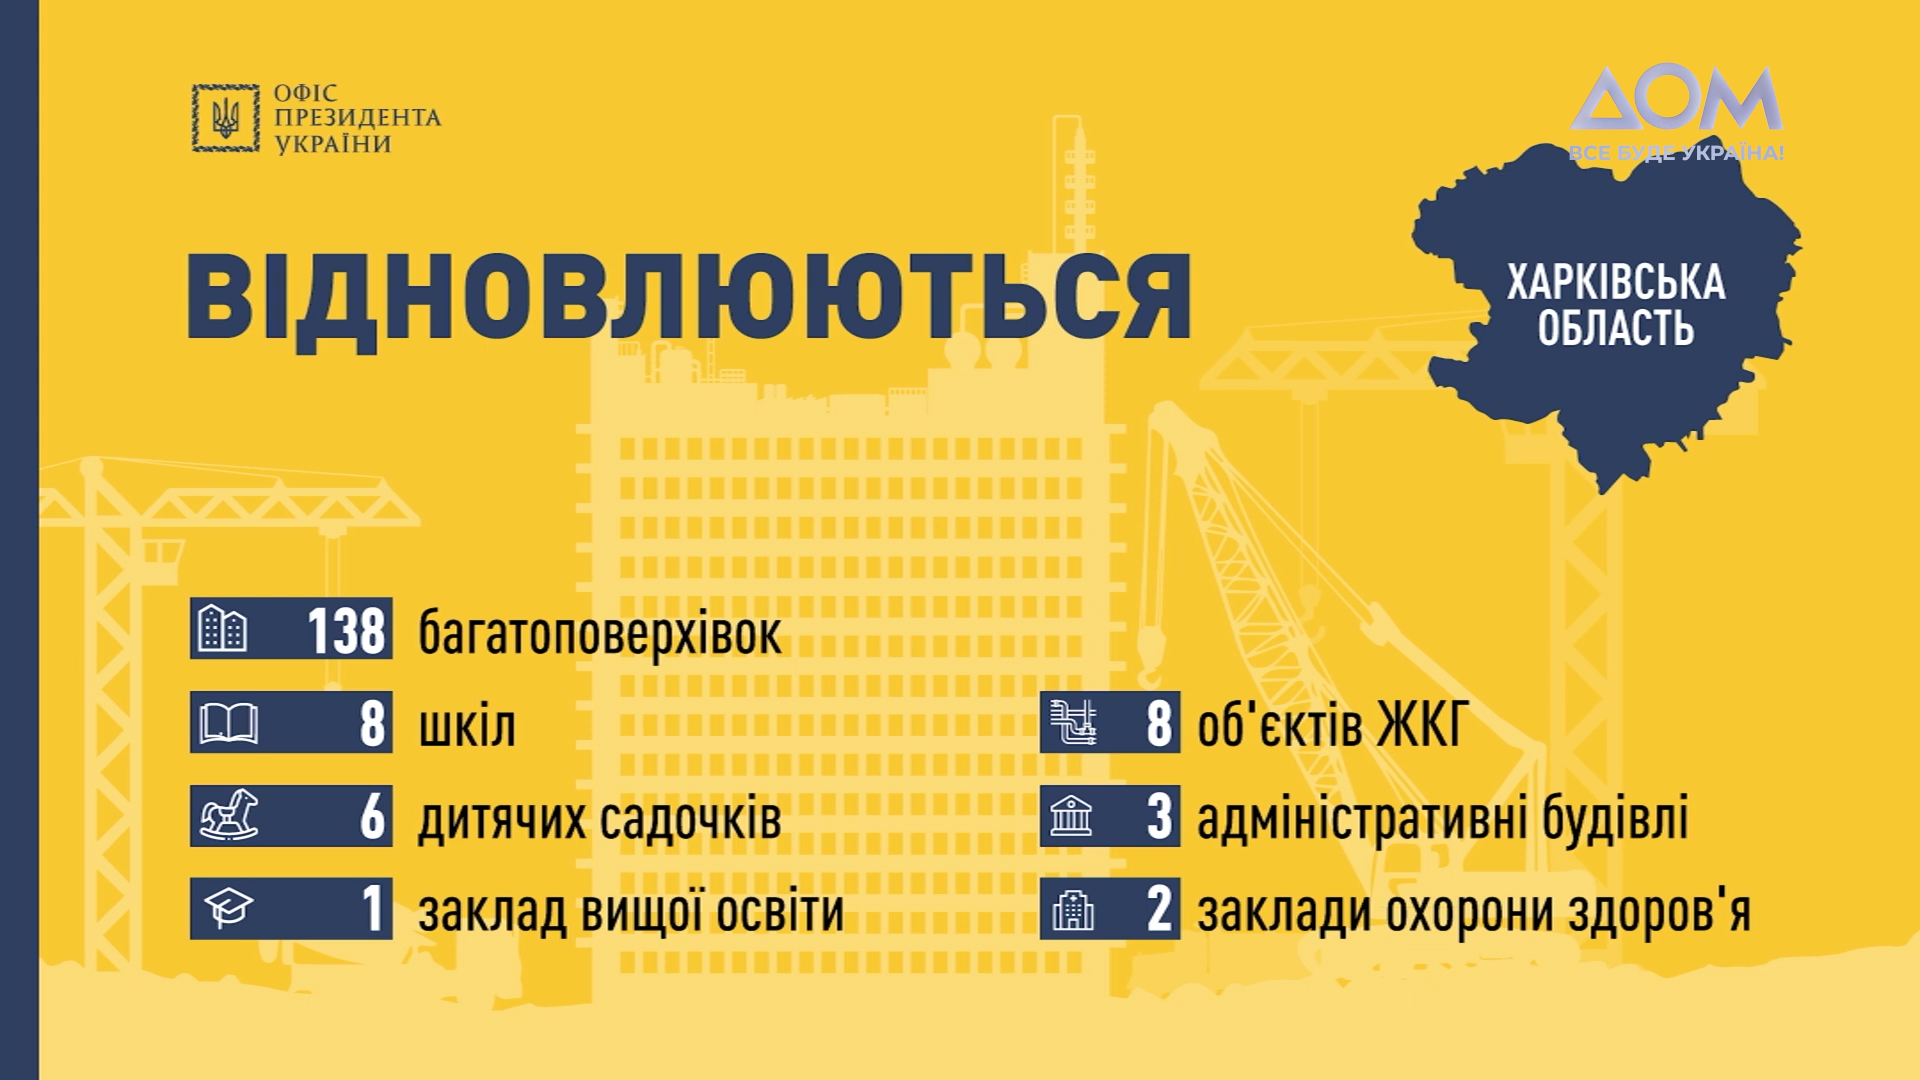 ОФІС
ПРЕЗИДЕНТА
УКРАЇНИ
ДОМ
ВСЕ БУДЕ УКРАЇНА!
ВІДНОВЛЮЮТЬСЯ
ХАРКІВСЬКА
ОБЛАСТЬ
138 багатоповерхівок
8 шкіл
6 дитячих садочків
1 заклад вищої освіти
8 об'єктів ЖКГ
3 адміністративні будівлі
2 заклади охорони здоров'я